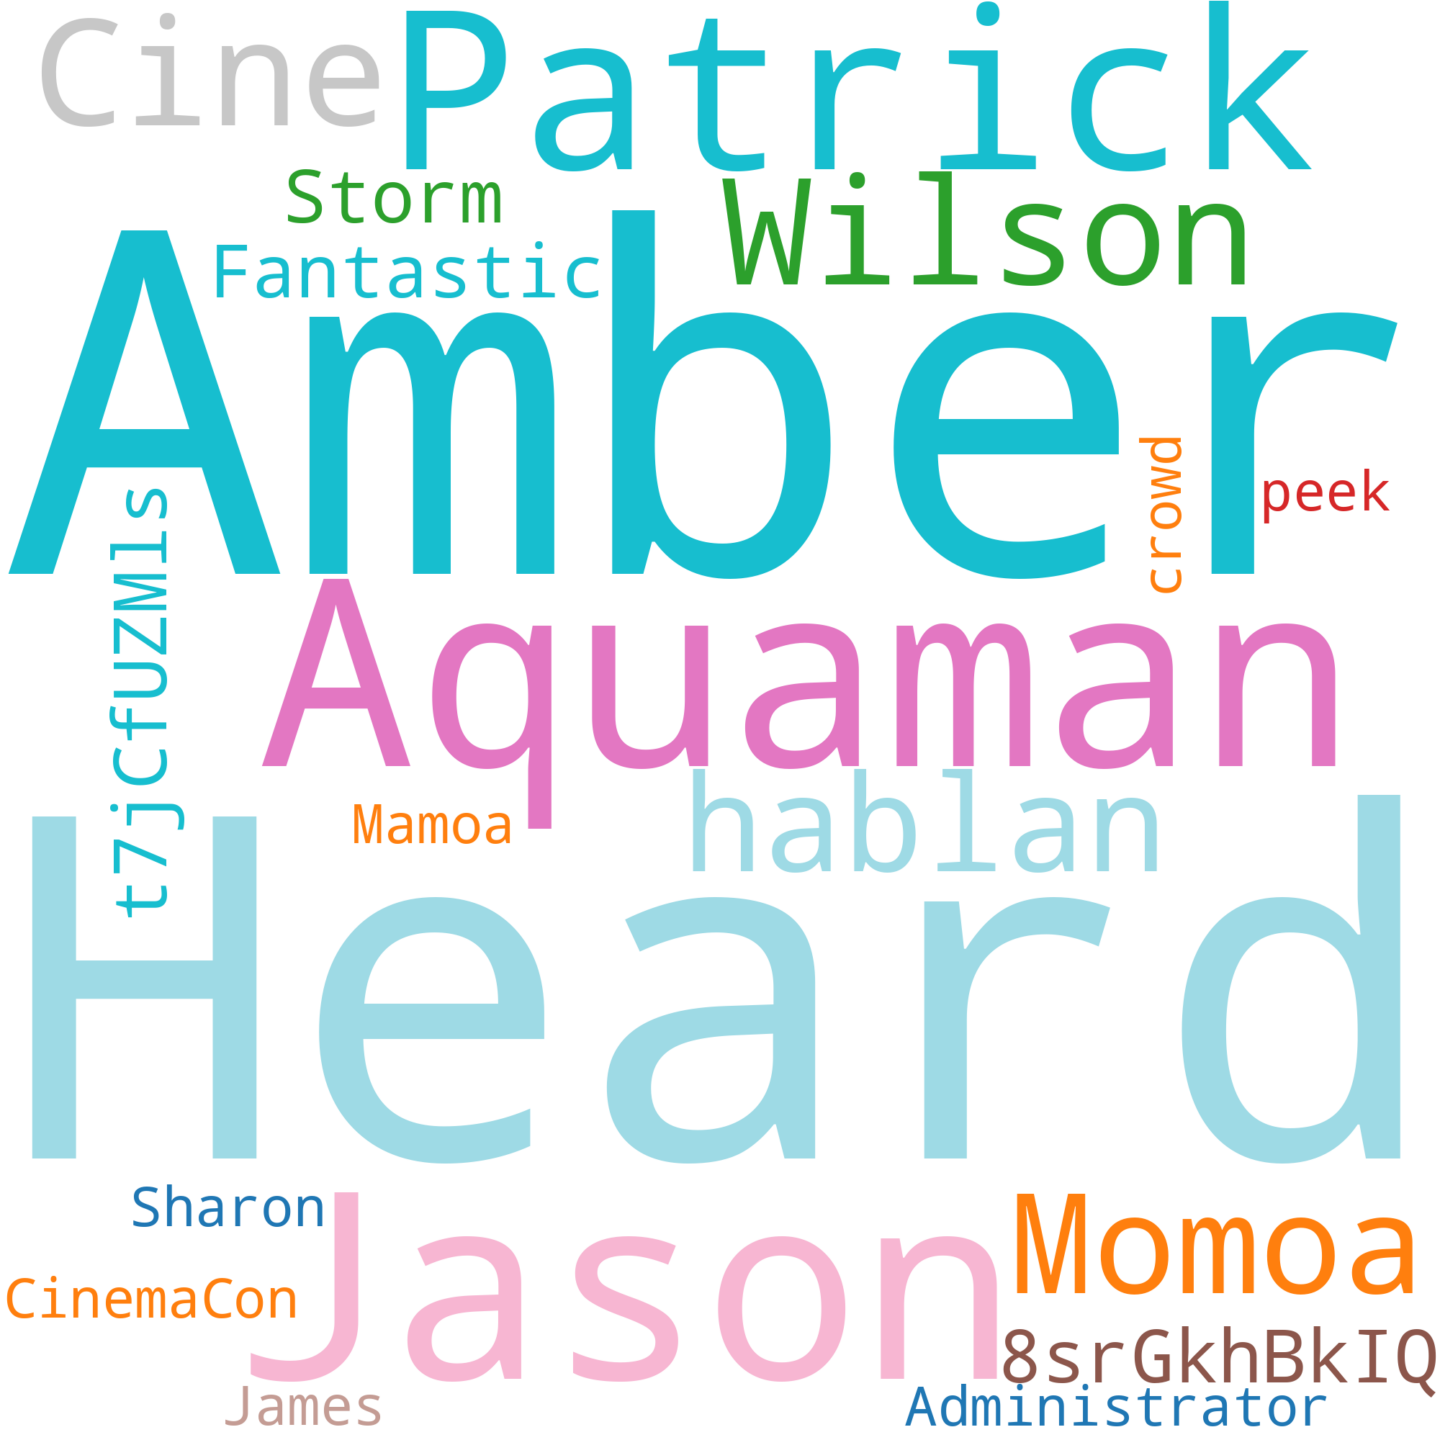 Cine
Patrick
Storm
Wilson
Fantastic
Amber
crowd
peek
t7jCfUZMls
Aquaman
Mamoa
hablan
Heard
Sharon
Jason
Momoa
CinemaCon
8srGkhBkIQ
James
Administrator